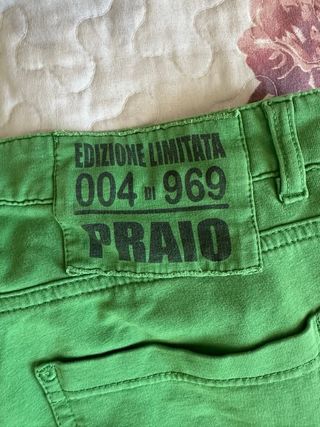 EDIZIONE LIMITATA
004 DI 969
PRAIO